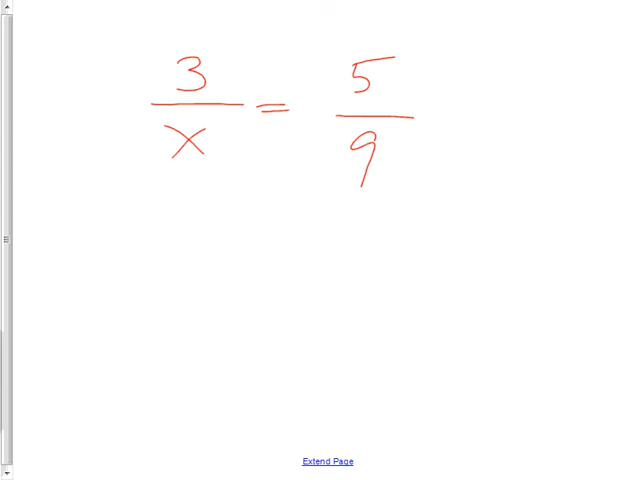 3/x = 5/9
Extend Page